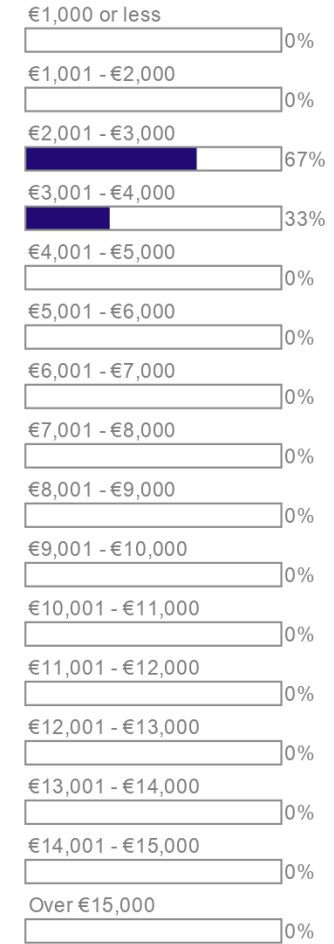 €1,000 or less
0%
€1,001 - €2,000
0%
€2,001 - €3,000
67%
€3,001 - €4,000
33%
€4,001 - €5,000
0%
€5,001 - €6,000
0%
€6,001 - €7,000
0%
€7,001 - €8,000
0%
€8,001 - €9,000
0%
€9,001 - €10,000
0%
€10,001 - €11,000
0%
€11,001 - €12,000
0%
€12,001 - €13,000
0%
€13,001 - €14,000
0%
€14,001 - €15,000
0%
Over €15,000
0%